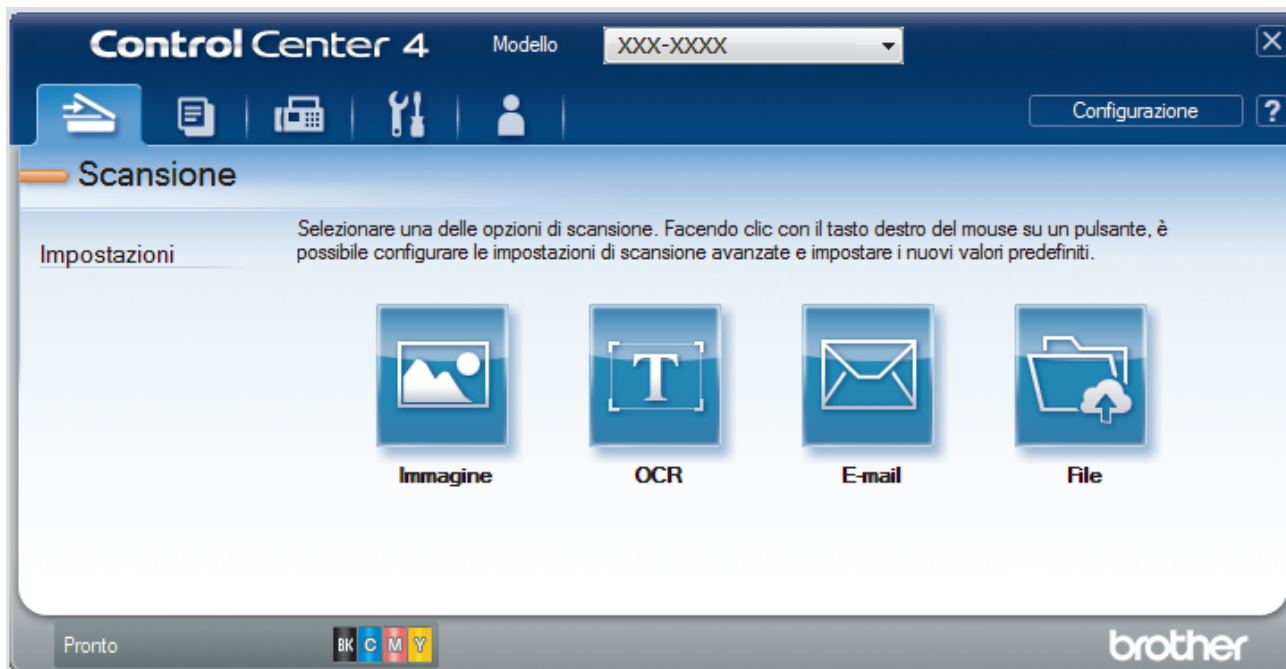 Control Center 4 Modello XXX-XXXX
Configurazione ?
Scansione
Impostazioni
Selezionare una delle opzioni di scansione. Facendo clic con il tasto destro del mouse su un pulsante, è
possibile configurare le impostazioni di scansione avanzate e impostare i nuovi valori predefiniti.
T
Immagine OCR E-mail File
Pronto BK C M Y brother